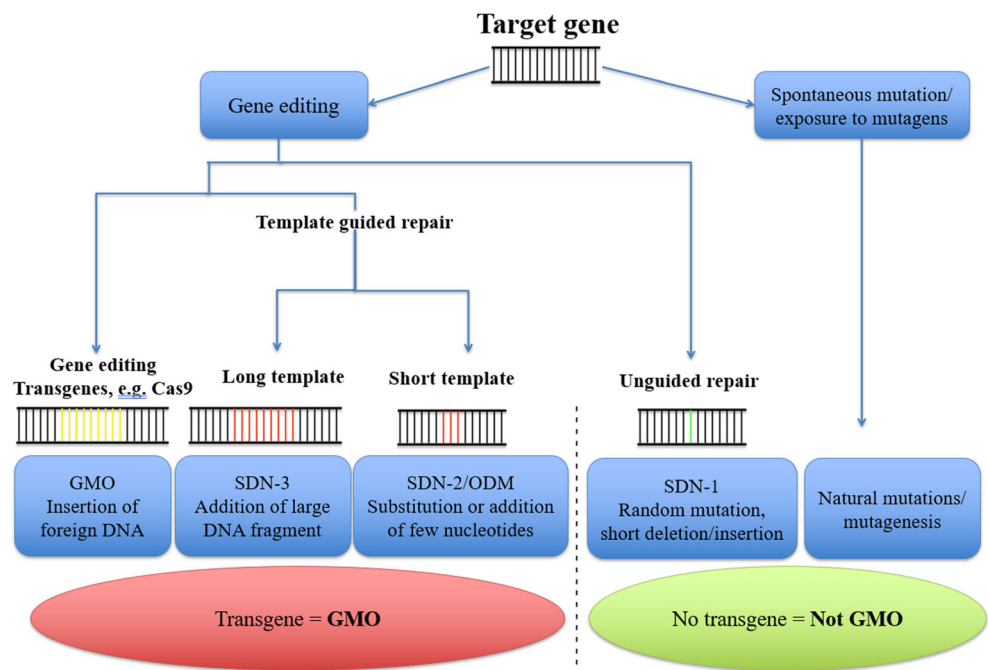 Target gene
Gene editing
Spontaneous mutation/
exposure to mutagens
Template guided repair
Gene editing
Transgenes, e.g. Cas9
Long template
Short template
Unguided repair
GMO
Insertion of
foreign DNA
SDN-3
Addition of large
DNA fragment
SDN-2/ODM
Substitution or addition
of few nucleotides
SDN-1
Random mutation,
short deletion/insertion
Natural mutations/
mutagenesis
Transgene = GMO
No transgene = Not GMO